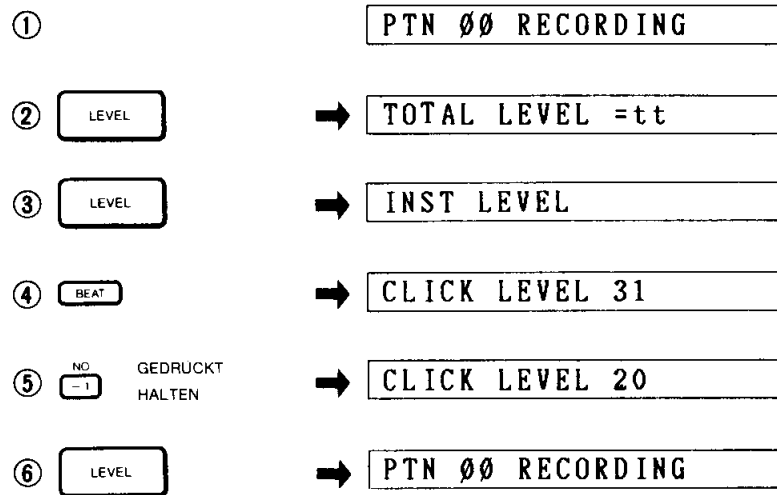 ① PTN ØØ RECORDING
② LEVEL ➡ TOTAL LEVEL =tt
③ LEVEL ➡ INST LEVEL
④ BEAT ➡ CLICK LEVEL 31
⑤ NO
−1 GEDRÜCKT
HALTEN ➡ CLICK LEVEL 20
⑥ LEVEL ➡ PTN ØØ RECORDING